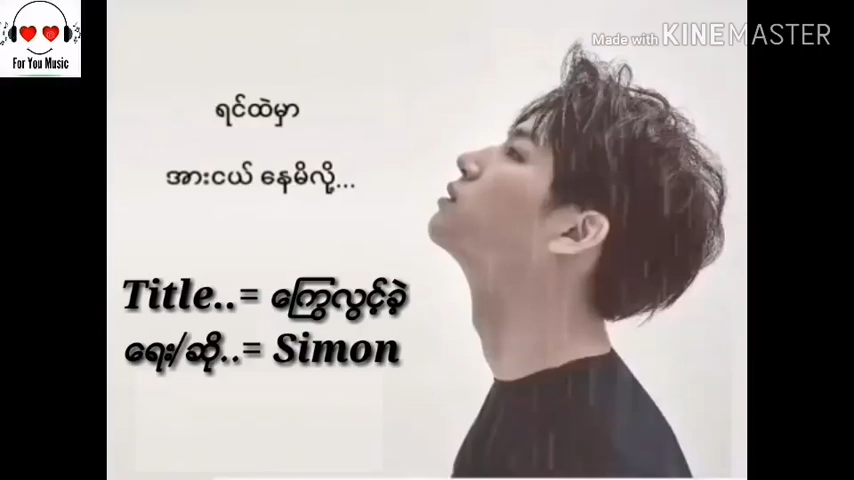 For You Music
Made with KINEMASTER
ရင်ထဲမှာ
အားငယ် နေမိလို့...
Title..= ကြွေလွင့်ခဲ့
ရေး/ဆို..= Simon